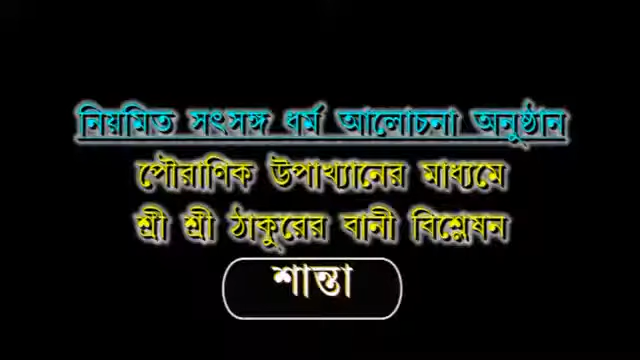 নিয়মিত সৎসঙ্গ ধর্ম আলোচনা অনুষ্ঠান
পৌরাণিক উপাখ্যানের মাধ্যমে
শ্রী শ্রী ঠাকুরের বানী বিশ্লেষন
শান্তা